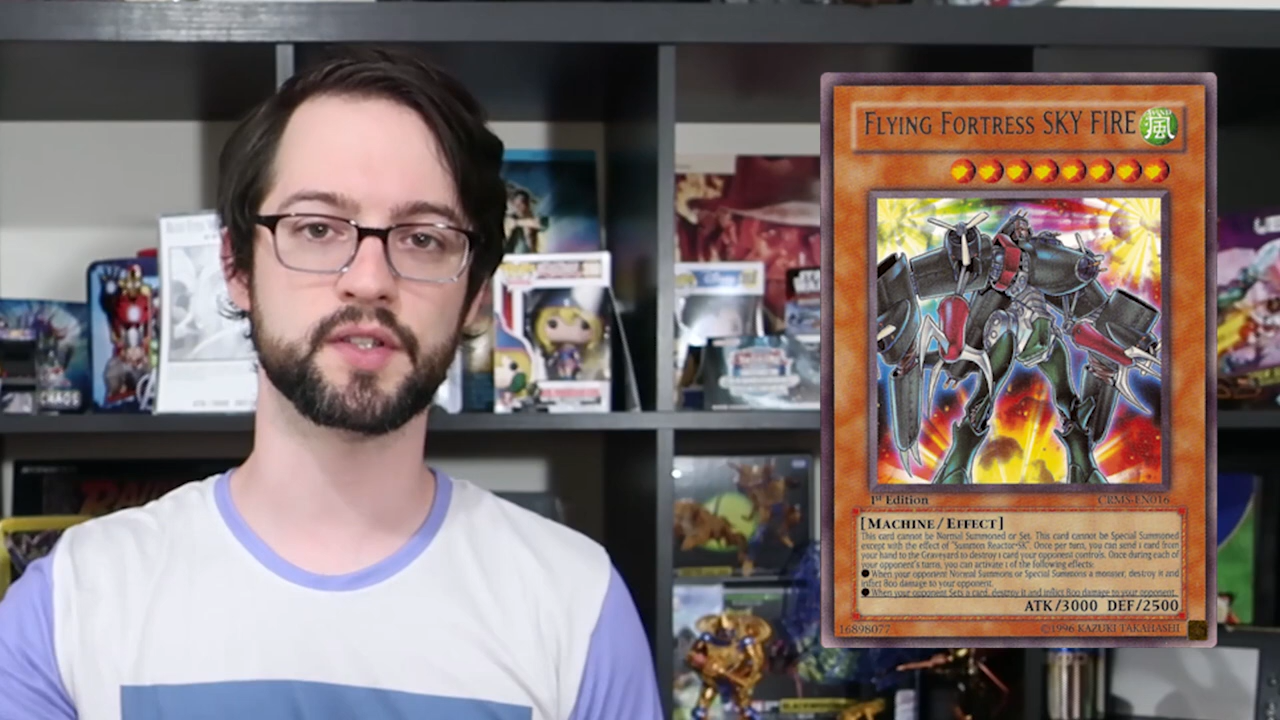 CHAOS
FLYING FORTRESS SKY FIRE
風
1ST Edition
CRMS-EN016
[MACHINE/EFFECT]
This card cannot be Normal Summoned or Set. This card cannot be Special Summoned
except with the effect of "Summon Reactor・SK". Once per turn, you can send 1 card from
your hand to the Graveyard to destroy 1 card your opponent controls. Once during each of
your opponent's turns, you can activate 1 of the following effects:
●When your opponent Normal Summons or Special Summons a monster, destroy it and
inflict 800 damage to your opponent.
●When your opponent Sets a card, destroy it and inflict 800 damage to your opponent.
ATK/3000 DEF/2500
16898077
©1996 KAZUKI TAKAHASHI